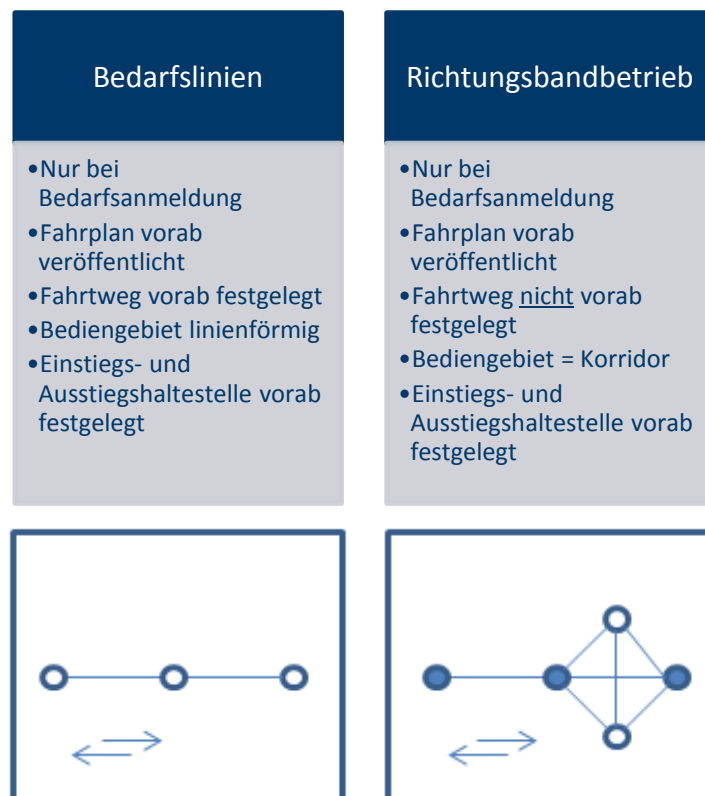 Bedarfslinien
•Nur bei
Bedarfsanmeldung
•Fahrplan vorab
veröffentlicht
•Fahrtweg vorab festgelegt
•Bediengebiet linienförmig
•Einstiegs- und
Ausstiegshaltestelle vorab
festgelegt
Richtungsbandbetrieb
•Nur bei
Bedarfsanmeldung
•Fahrplan vorab
veröffentlicht
•Fahrtweg nicht vorab
festgelegt
•Bediengebiet = Korridor
•Einstiegs- und
Ausstiegshaltestelle vorab
festgelegt